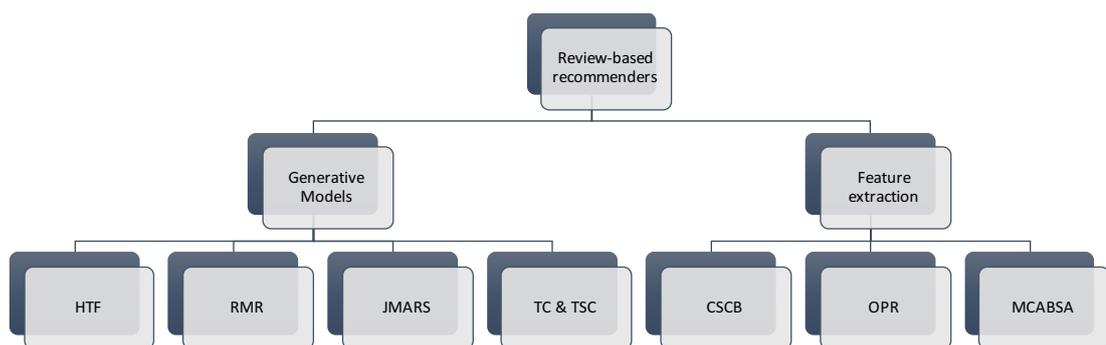 Review-based
recommenders
Generative
Models
Feature
extraction
HTF
RMR
JMARS
TC & TSC
CSCB
OPR
MCABSA